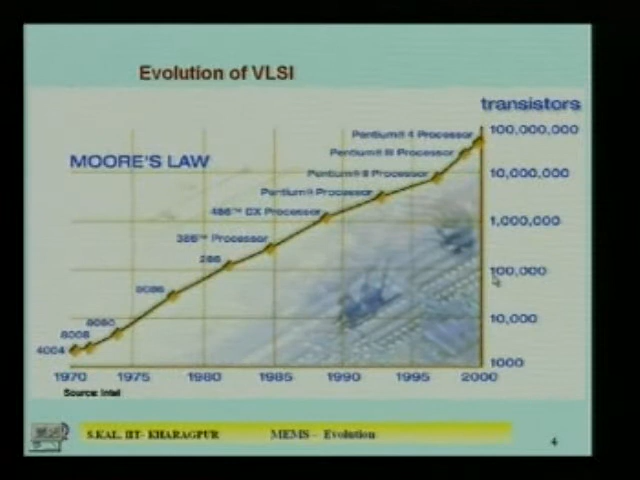 Evolution of VLSI
transistors
MOORE'S LAW
Pentium® 4 Processor
100,000,000
Pentium® III Processor
Pentium® II Processor
10,000,000
Pentium® Processor
486™ DX Processor
1,000,000
386™ Processor
286
100,000
8086
8080
10,000
8008
4004
1000
1970 1975 1980 1985 1990 1995 2000
Source: Intel
S.KAL, IIT- KHARAGPUR MEMS - Evolution
4